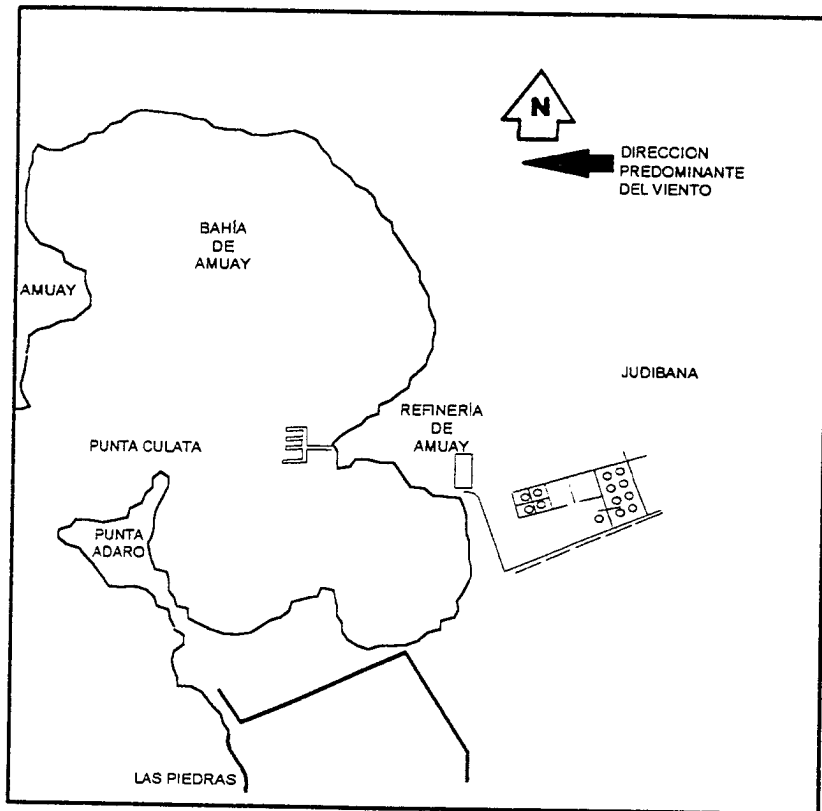 N
DIRECCION
PREDOMINANTE
DEL VIENTO
BAHÍA
DE
AMUAY
AMUAY
JUDIBANA
REFINERÍA
DE
AMUAY
PUNTA CULATA
PUNTA
ADARO
LAS PIEDRAS